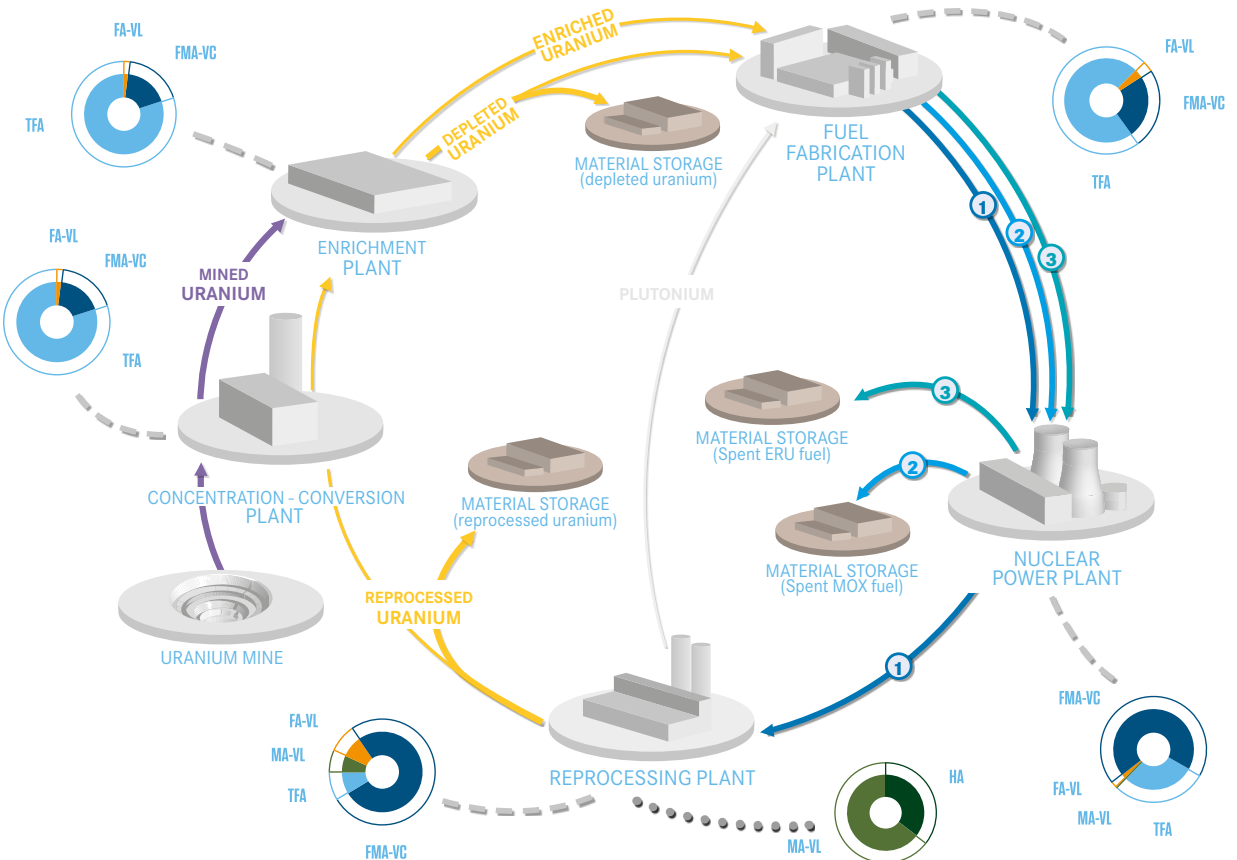 FA-VL
FMA-VC
TFA
ENRICHED
URANIUM
DEPLETED
URANIUM
MATERIAL STORAGE
(depleted uranium)
FUEL
FABRICATION
PLANT
FA-VL
FMA-VC
TFA
1
2
3
ENRICHMENT
PLANT
FA-VL
FMA-VC
TFA
MINED
URANIUM
PLUTONIUM
3
MATERIAL STORAGE
(Spent ERU fuel)
2
MATERIAL STORAGE
(Spent MOX fuel)
CONCENTRATION - CONVERSION
PLANT
MATERIAL STORAGE
(reprocessed uranium)
NUCLEAR
POWER PLANT
REPROCESSED
URANIUM
URANIUM MINE
1
FA-VL
MA-VL
TFA
FMA-VC
REPROCESSING PLANT
HA
MA-VL
FMA-VC
FA-VL
MA-VL
TFA